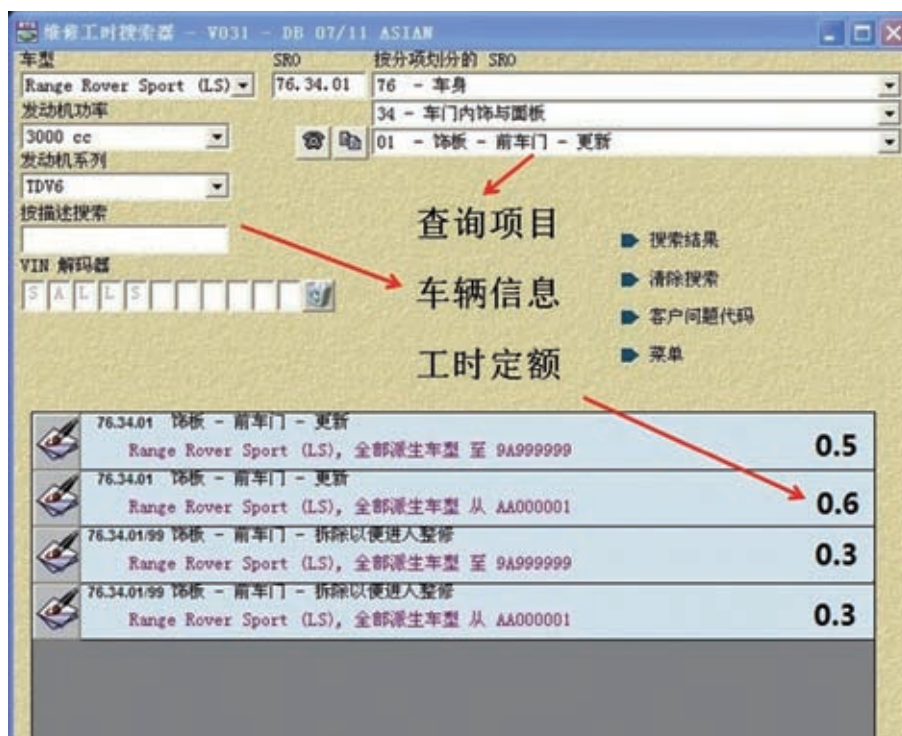 维修工时搜索器 - V031 - DB 07/11 ASIAN
车型
SRO
按分项划分的 SRO
Range Rover Sport (LS)
76.34.01
76 - 车身
发动机功率
34 - 车门内饰与面板
3000 cc
01 - 饰板 - 前车门 - 更新
发动机系列
TDV6
按描述搜索
查询项目
搜索结果
VIN 解码器
清除搜索
S A L L S
车辆信息
客户问题代码
工时定额
菜单
76.34.01 饰板 - 前车门 - 更新
Range Rover Sport (LS), 全部派生车型 至 9A999999
0.5
76.34.01 饰板 - 前车门 - 更新
Range Rover Sport (LS), 全部派生车型 从 AA000001
0.6
76.34.01/99 饰板 - 前车门 - 拆除以便进入整修
Range Rover Sport (LS), 全部派生车型 至 9A999999
0.3
76.34.01/99 饰板 - 前车门 - 拆除以便进入整修
Range Rover Sport (LS), 全部派生车型 从 AA000001
0.3